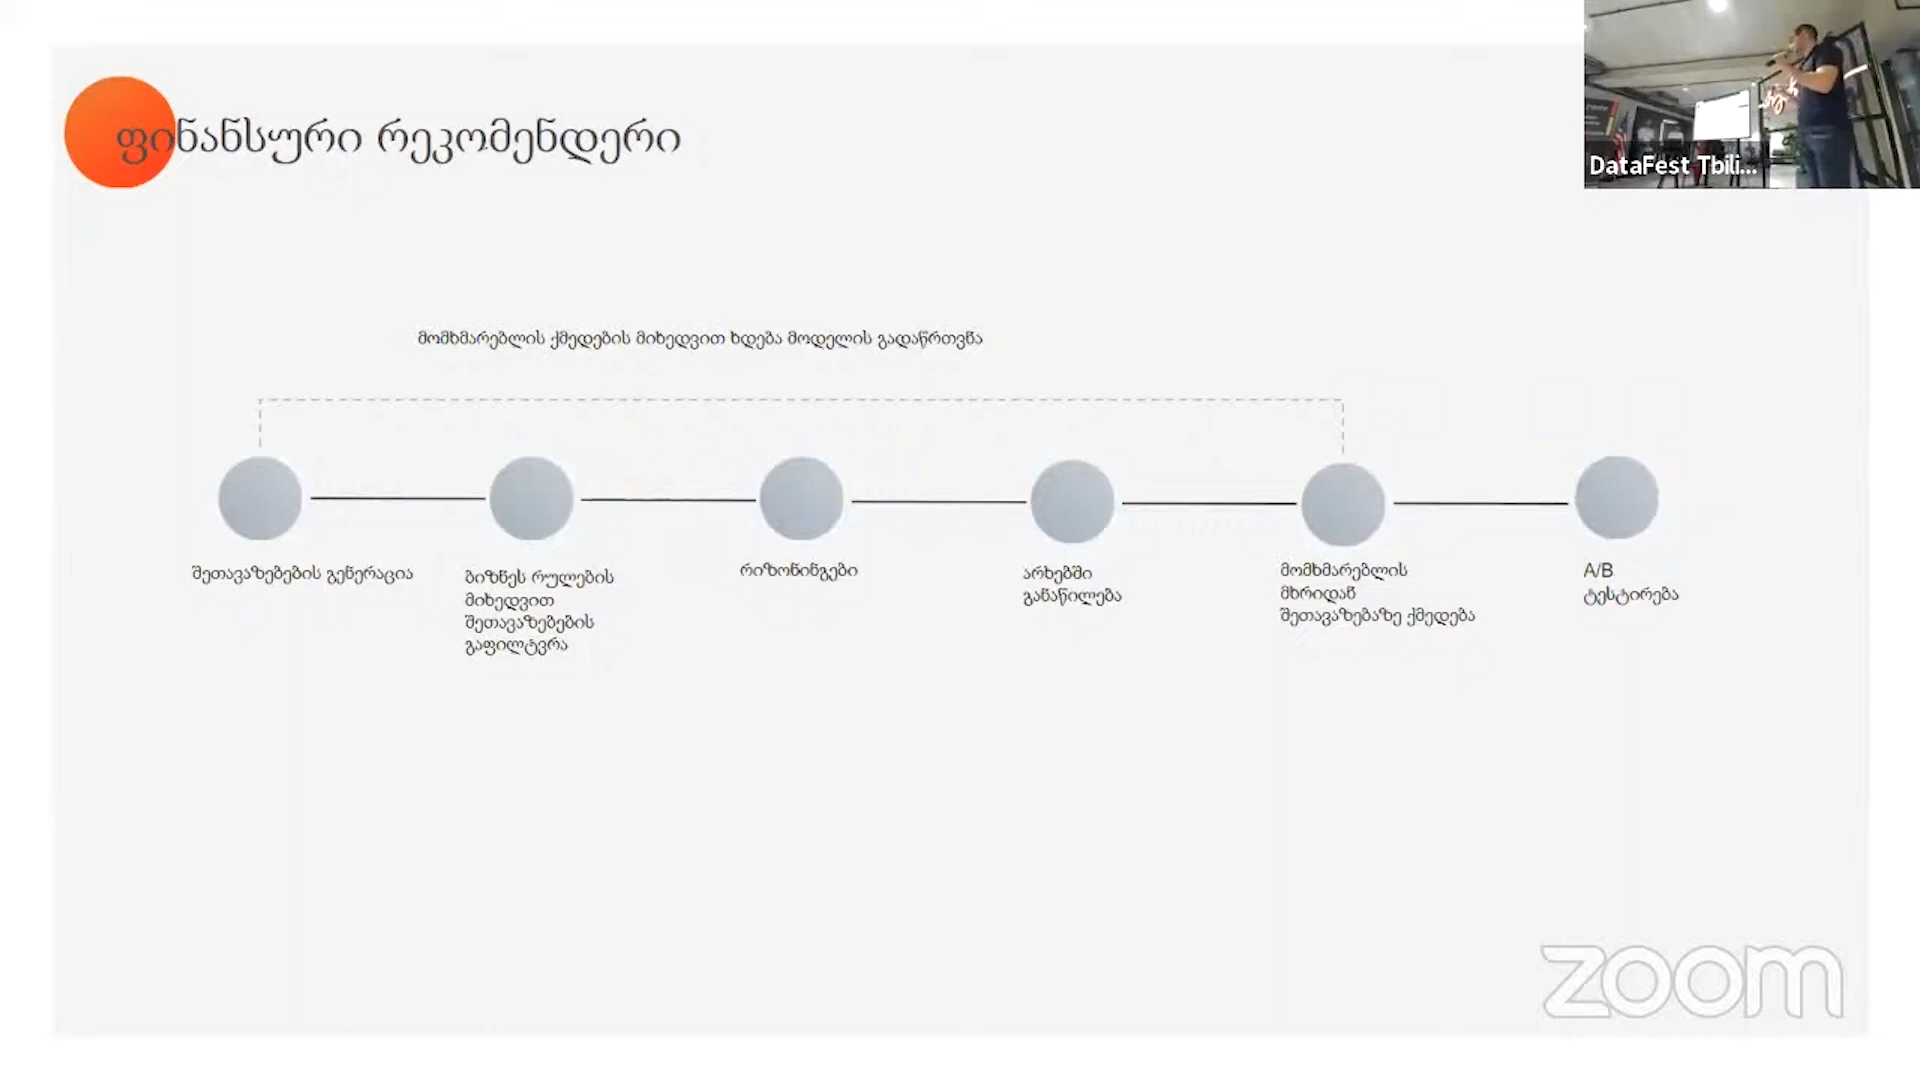 ფინანსური რეკომენდერი
DataFest Tbili...
მომხმარებლის ქმედების მიხედვით ხდება მოდელის გადაწრთვნა
შეთავაზებების გენერაცია
ბიზნეს რულების
მიხედვით
შეთავაზებების
გაფილტვრა
რიზონინგები
არხებში
განაწილება
მომხმარებლის
მხრიდან
შეთავაზებაზე ქმედება
A/B
ტესტირება
zoom